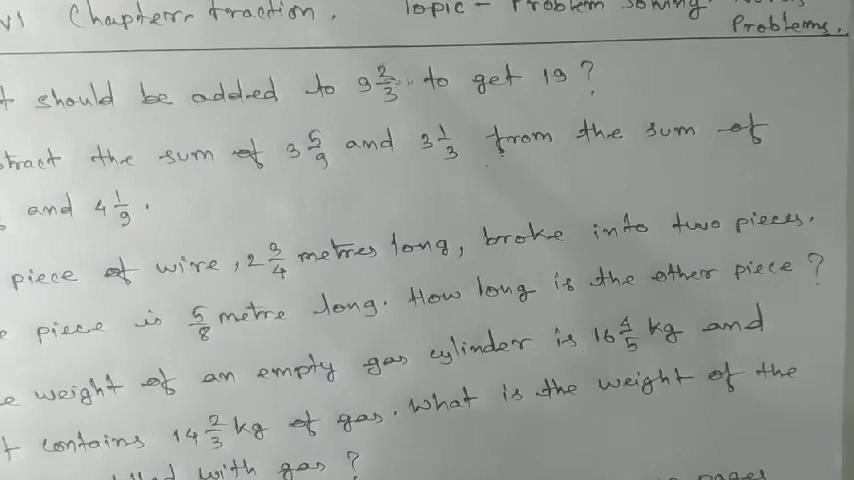 VI Chapter:- fraction. Topic - Problem solving
Problems.
should be added to 9 2/3 to get 19 ?
the sum of 3 5/9 and 3 1/3 from the sum of
and 4 1/9.
piece of wire, 2 3/4 metres long, broke into two pieces.
piece is 5/8 metre long. How long is the other piece ?
weight of an empty gas cylinder is 16 4/5 kg and
contains 14 2/3 kg of gas. What is the weight of the
with gas ?
pages